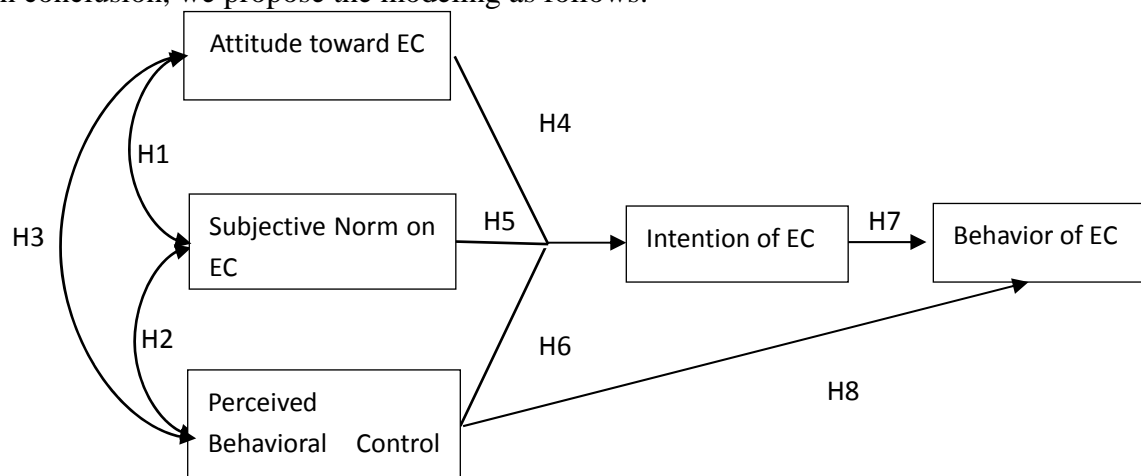 n conclusion, we propose the modeling as follows.
Attitude toward EC
H4
H1
H3
Subjective Norm on
EC
H5
Intention of EC
H7
Behavior of EC
H2
H6
H8
Perceived
Behavioral Control